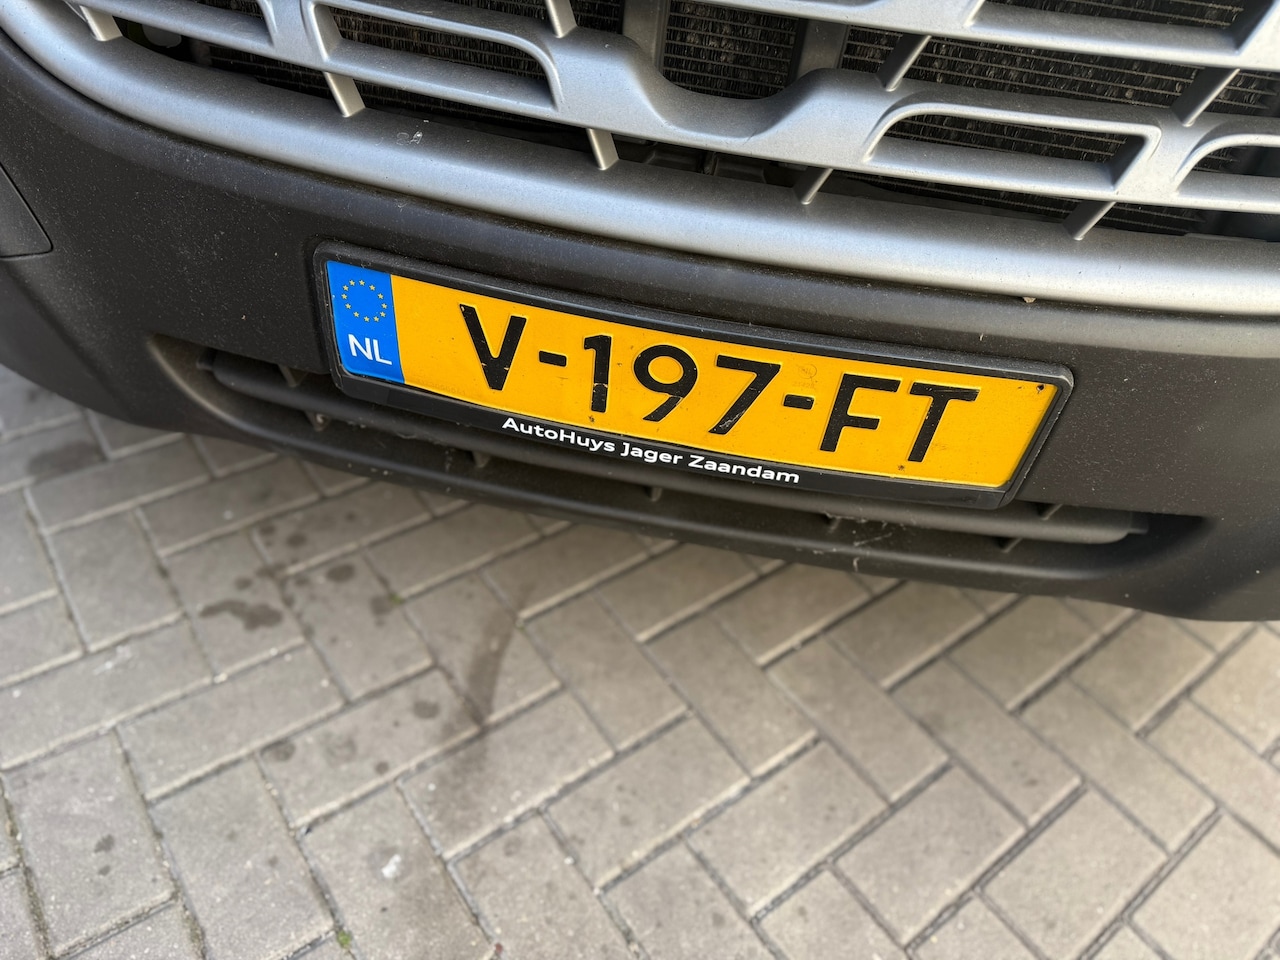 NL
V-197-FT
AutoHuys Jager Zaandam